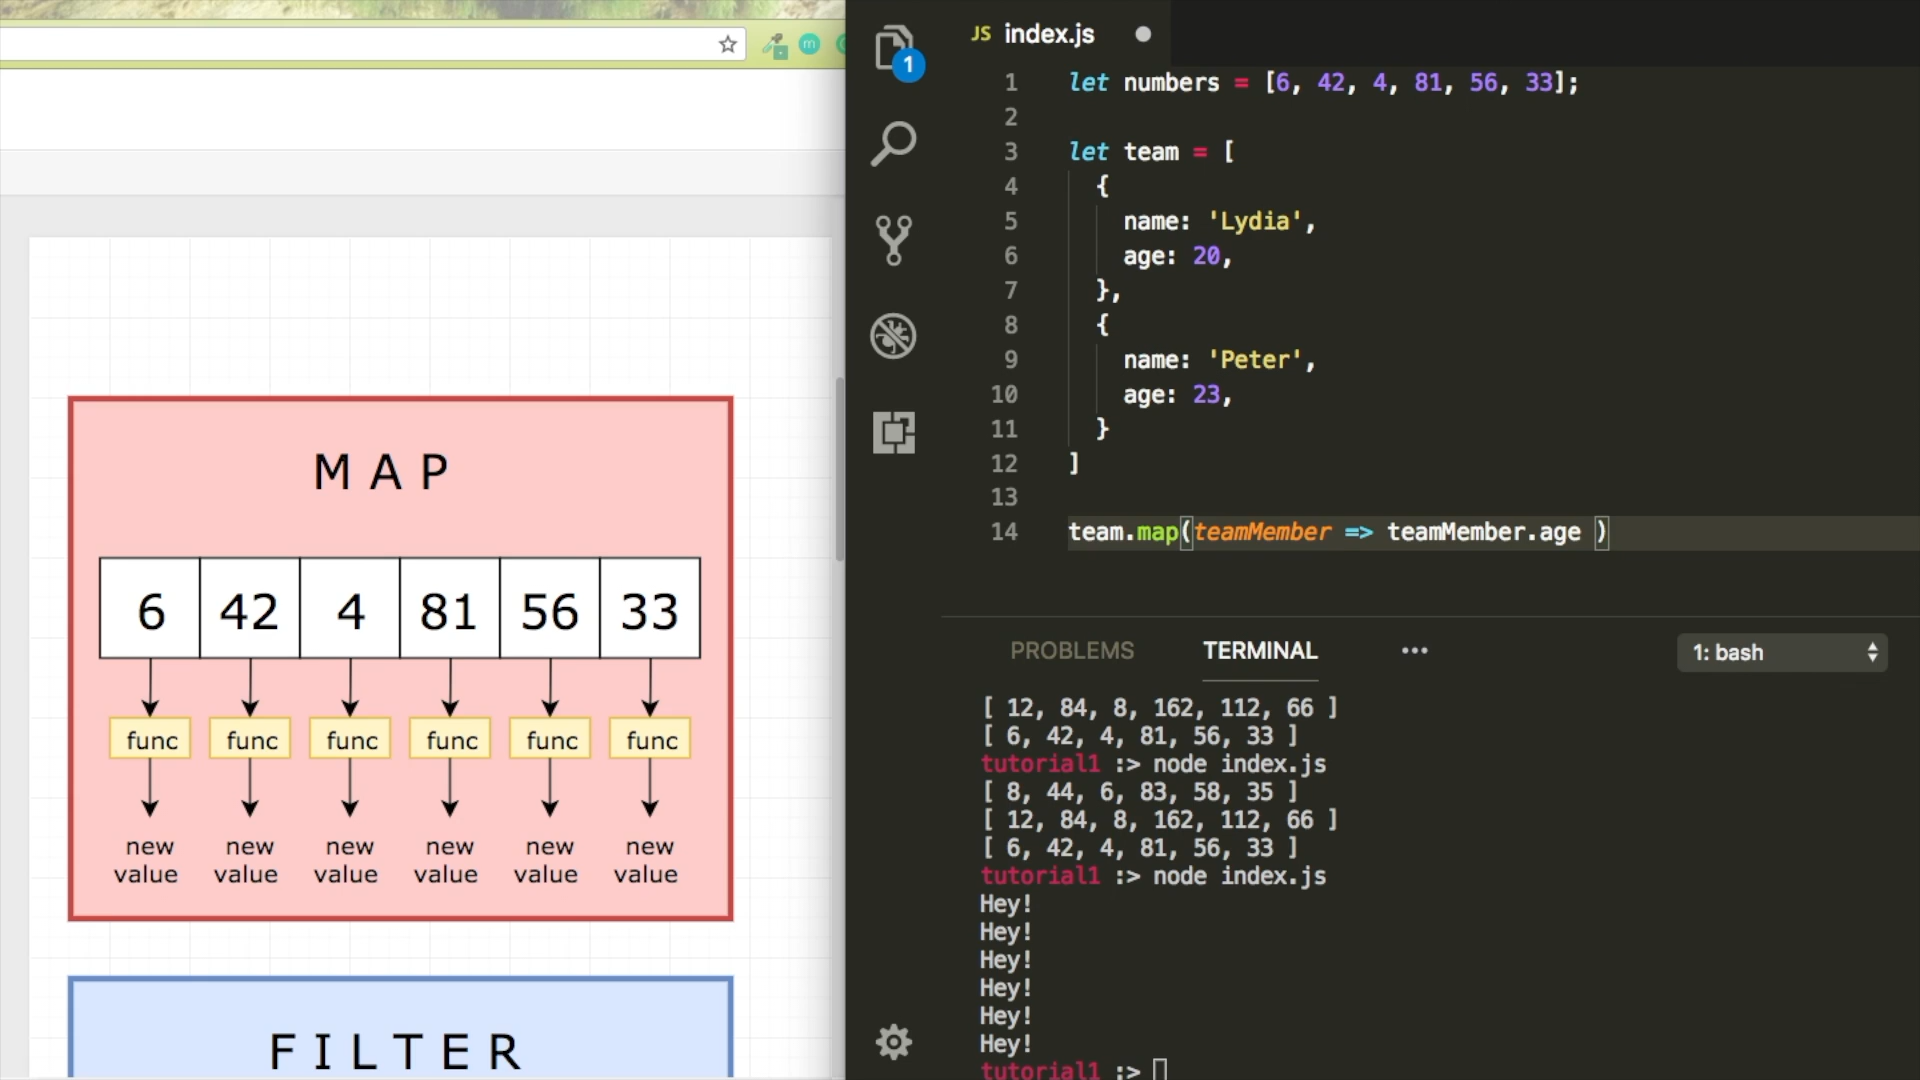 MAP
6 42 4 81 56 33
func func func func func func
new new new new new new
value value value value value value
FILTER
m
1
JS index.js
1 let numbers = [6, 42, 4, 81, 56, 33];
2
3 let team = [
4 {
5 name: 'Lydia',
6 age: 20,
7 },
8 {
9 name: 'Peter',
10 age: 23,
11 }
12 ]
13
14 team.map(teamMember => teamMember.age )
PROBLEMS TERMINAL ••• 1: bash
[ 12, 84, 8, 162, 112, 66 ]
[ 6, 42, 4, 81, 56, 33 ]
tutorial1 :> node index.js
[ 8, 44, 6, 83, 58, 35 ]
[ 12, 84, 8, 162, 112, 66 ]
[ 6, 42, 4, 81, 56, 33 ]
tutorial1 :> node index.js
Hey!
Hey!
Hey!
Hey!
Hey!
Hey!
tutorial1 :>